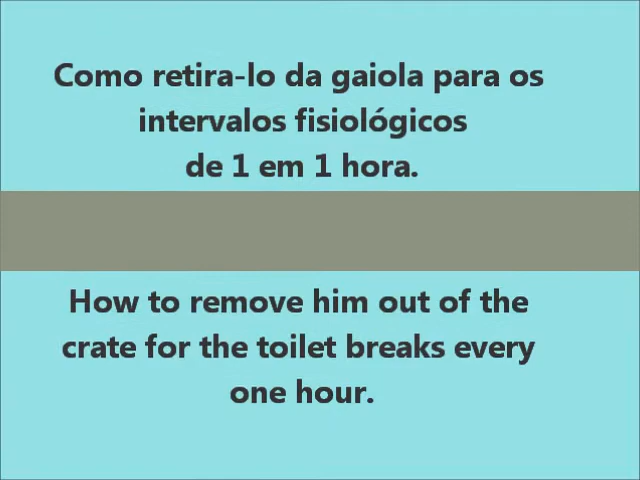 Como retira-lo da gaiola para os
intervalos fisiológicos
de 1 em 1 hora.
How to remove him out of the
crate for the toilet breaks every
one hour.